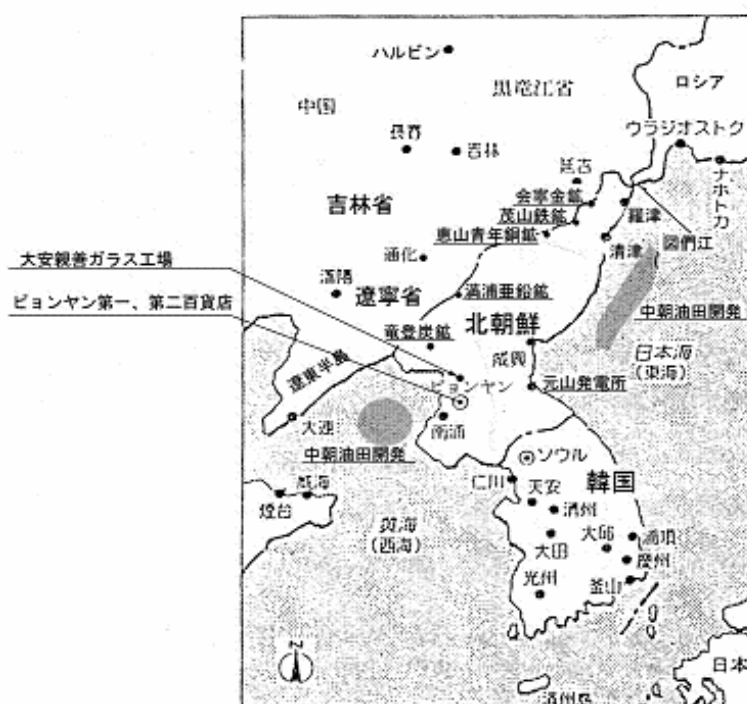 ハルビン
黒竜江省
ロシア
中国
ウラジオストク
長春
吉林
ナホトカ
延吉
会寧金鉱
吉林省
茂山鉄鉱
羅津
恵山青年銅鉱
清津
図們江
大安親善ガラス工場
通化
瀋陽
遼寧省
満浦亜鉛鉱
ピョンヤン第一、第二百貨店
中朝油田開発
北朝鮮
竜登炭鉱
日本海
(東海)
咸興
遼東半島
ピョンヤン
元山発電所
大連
南浦
中朝油田開発
ソウル
仁川
韓国
威海
煙台
天安
清州
黄海
(西海)
大田
大邱
慶州
光州
釜山
N
日本
済州島